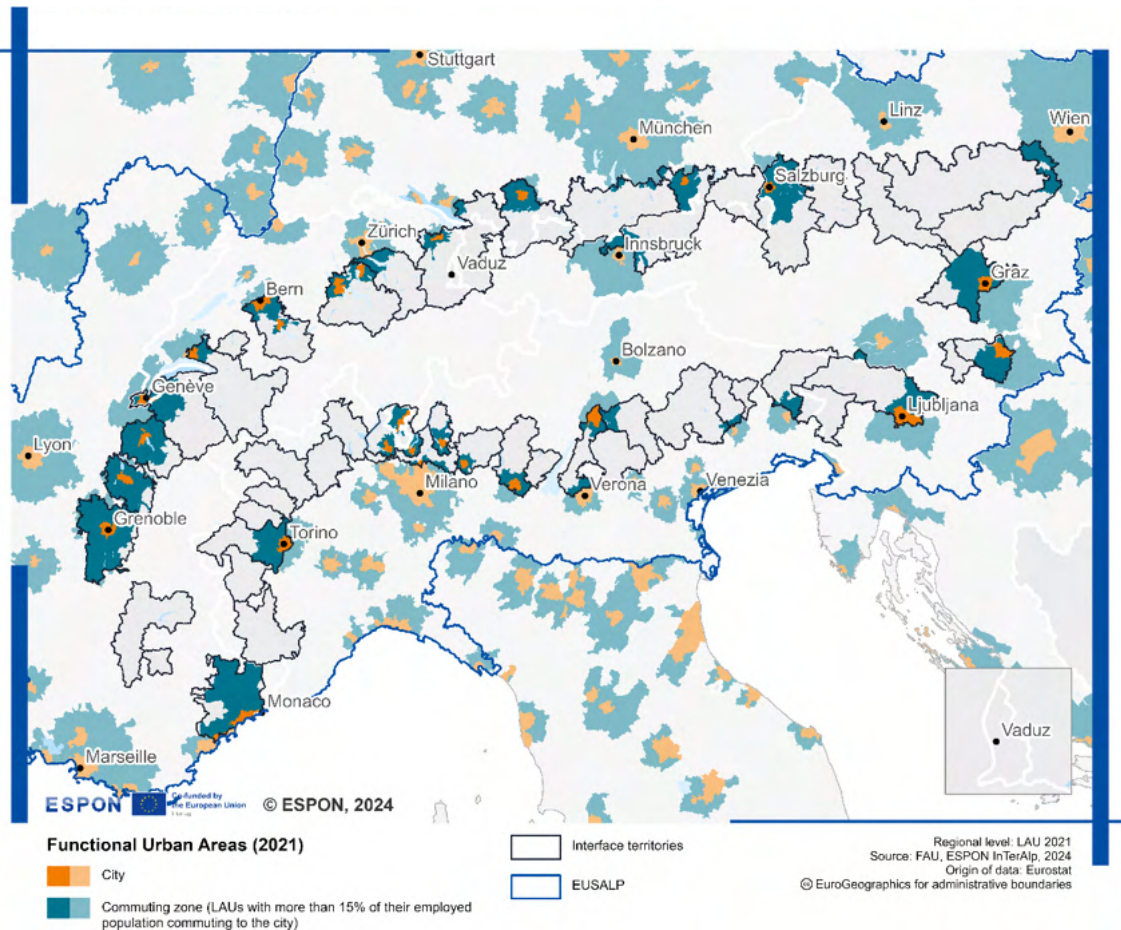 Stuttgart
Linz
Wien
München
Salzburg
Zürich
Innsbruck
Vaduz
Graz
Bern
Bolzano
Genève
Ljubljana
Lyon
Milano
Verona
Venezia
Grenoble
Torino
Monaco
Marseille
Vaduz
ESPON
Co-funded by
the European Union
© ESPON, 2024
Functional Urban Areas (2021)
City
Commuting zone (LAUs with more than 15% of their employed
population commuting to the city)
Interface territories
EUSALP
Regional level: LAU 2021
Source: FAU, ESPON InTerAlp, 2024
Origin of data: Eurostat
© EuroGeographics for administrative boundaries